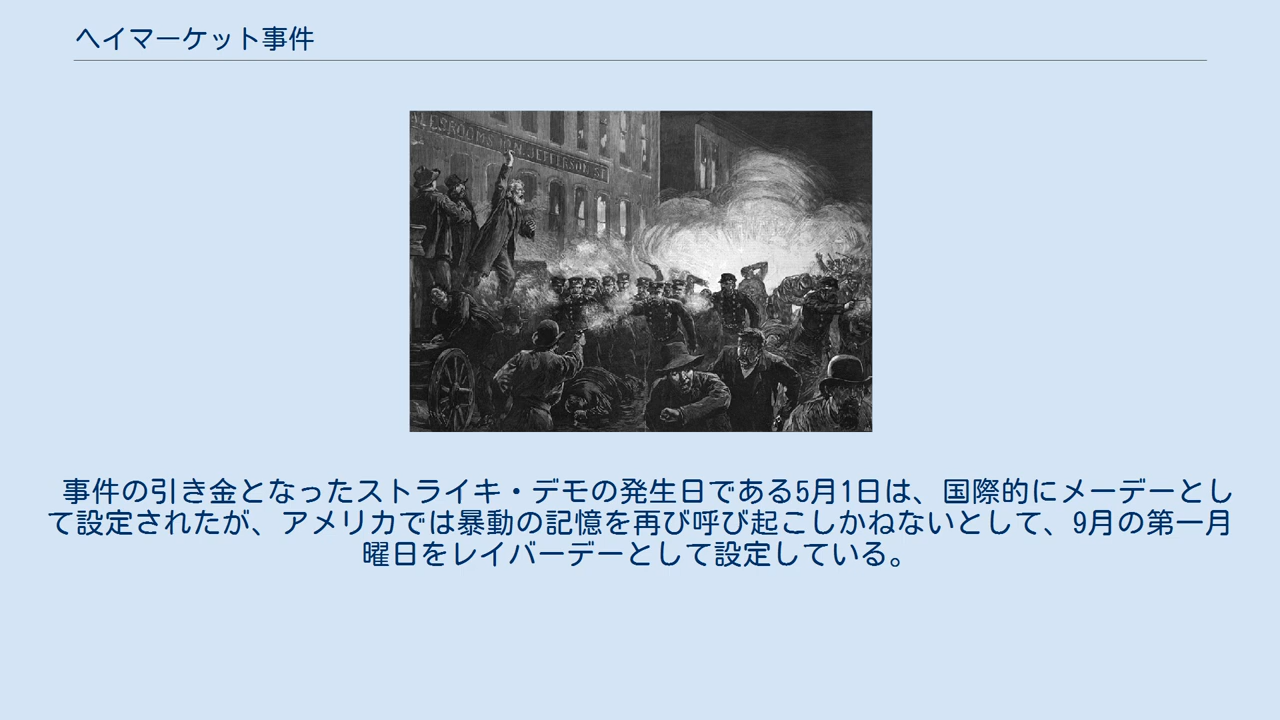 ヘイマーケット事件
ALESROOMS N. JEFFERSON ST
事件の引き金となったストライキ・デモの発生日である5月1日は、国際的にメーデーとし
て設定されたが、アメリカでは暴動の記憶を再び呼び起こしかねないとして、9月の第一月
曜日をレイバーデーとして設定している。